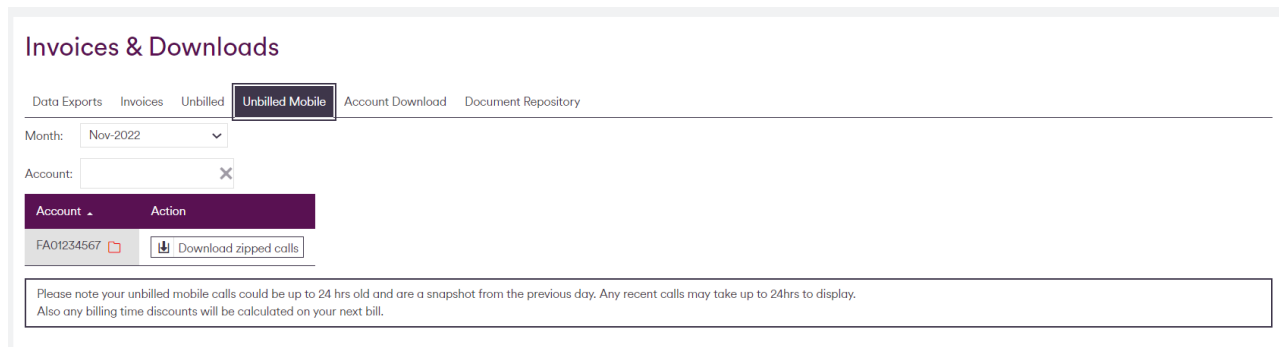 Invoices & Downloads
Data Exports Invoices Unbilled Unbilled Mobile Account Download Document Repository
Month: Nov-2022
Account:
Account Action
FA01234567 Download zipped calls
Please note your unbilled mobile calls could be up to 24 hrs old and are a snapshot from the previous day. Any recent calls may take up to 24hrs to display.
Also any billing time discounts will be calculated on your next bill.